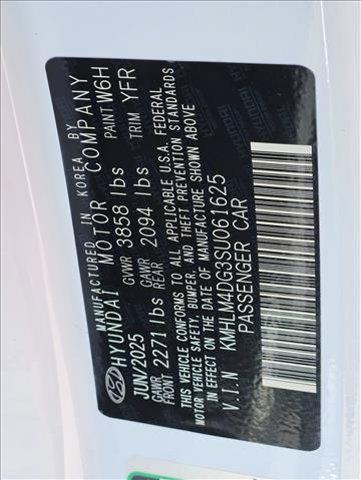 MANUFACTURED IN KOREA BY
HYUNDAI MOTOR COMPANY
JUN/2025 GVWR 3858 lbs PAINT W6H
GAWR FRONT 2271 lbs GAWR REAR 2094 lbs TRIM YFR
THIS VEHICLE CONFORMS TO ALL APPLICABLE U.S.A. FEDERAL
MOTOR VEHICLE SAFETY, BUMPER, AND THEFT PREVENTION STANDARDS
IN EFFECT ON THE DATE OF MANUFACTURE SHOWN ABOVE
V.I.N KMHLM4DG3SU061625
PASSENGER CAR